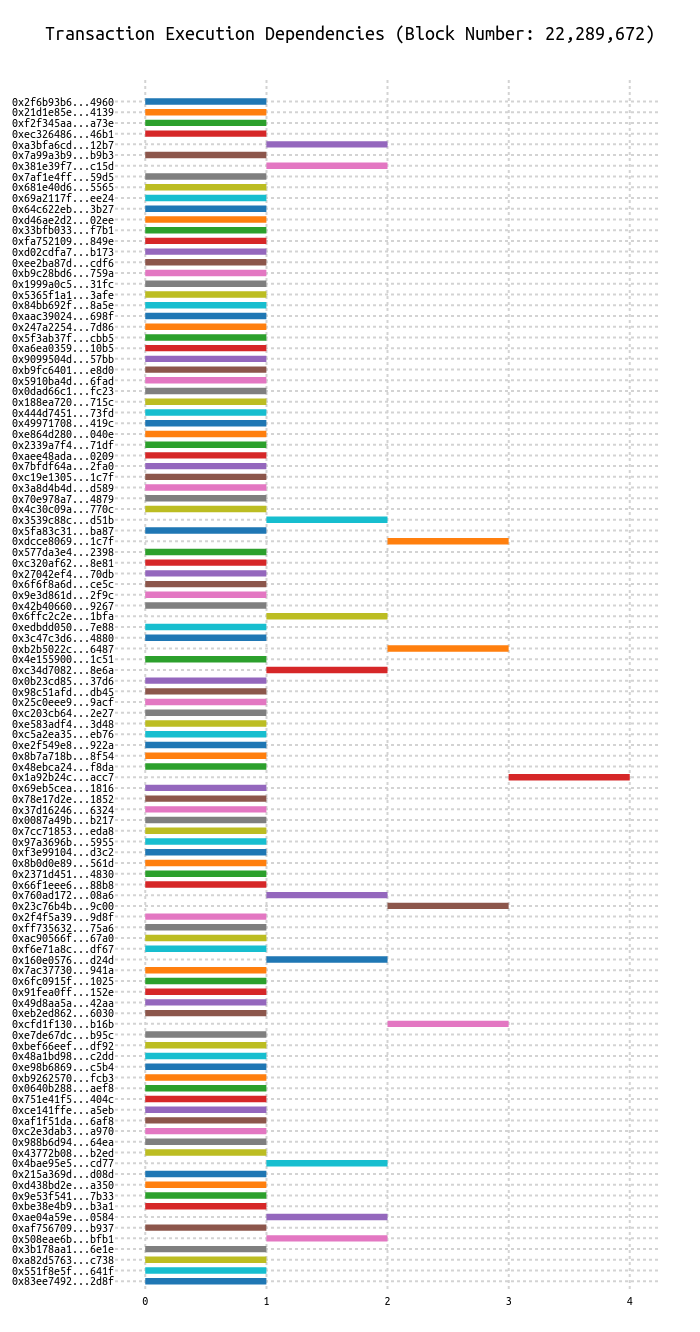 Transaction Execution Dependencies (Block Number: 22,289,672)
0x2f6b93b6...4960
0x21d1e85e...4139
0xf2f345aa...a73e
0xec326486...46b1
0xa3bfa6cd...12b7
0x7a99a3b9...b9b3
0x381e39f7...c15d
0x7af1e4ff...59d5
0x681e40d6...5565
0x69a2117f...ee24
0x64c622eb...3b27
0xd46ae2d2...02ee
0x33bfb033...f7b1
0xfa752109...849e
0xd02cdfa7...b173
0xee2ba87d...cdf6
0xb9c28bd6...759a
0x1999a0c5...31fc
0x5365f1a1...3afe
0x84bb692f...8a5e
0xaac39024...698f
0x247a2254...7d86
0x5f3ab37f...cbb5
0xa6ea0359...10b5
0x9099504d...57bb
0xb9fc6401...e8d0
0x5910ba4d...6fad
0x0dad66c1...fc23
0x188ea720...715c
0x444d7451...73fd
0x49971708...419c
0xe864d280...040e
0x2339a7f4...71df
0xaee48ada...0209
0x7bfdf64a...2fa0
0xc19e1305...1c7f
0x3a8d4b4d...d589
0x70e978a7...4879
0x4c30c09a...770c
0x3539c88c...d51b
0x5fa83c31...ba87
0xdcce8069...1c7f
0x577da3e4...2398
0xc320af62...8e81
0x27042ef4...70db
0x6f6f8a6d...ce5c
0x9e3d861d...2f9c
0x42b40660...9267
0x6ffc2c2e...1bfa
0xedbdd050...7e88
0x3c47c3d6...4880
0xb2b5022c...6487
0x4e155900...1c51
0xc34d7082...8e6a
0x0b23cd85...37d6
0x98c51afd...db45
0x25c0eee9...9acf
0xc203cb64...2e27
0xe583adf4...3d48
0xc5a2ea35...eb76
0xe2f549e8...922a
0x8b7a718b...8f54
0x48ebca24...f8da
0x1a92b24c...acc7
0x69eb5cea...1816
0x78e17d2e...1852
0x37d16246...6324
0x0087a49b...b217
0x7cc71853...eda8
0x97a3696b...5955
0xf3e99104...d3c2
0x8b0d0e89...561d
0x2371d451...4830
0x66f1eee6...88b8
0x760ad172...08a6
0x23c76b4b...9c00
0x2f4f5a39...9d8f
0xff735632...75a6
0xac90566f...67a0
0xf6e71a8c...df67
0x160e0576...d24d
0x7ac37730...941a
0x6fc0915f...1025
0x91fea0ff...152e
0x49d8aa5a...42aa
0xeb2ed862...6030
0xcfd1f130...b16b
0xe7de67dc...b95c
0xbef66eef...df92
0x48a1bd98...c2dd
0xe98b6869...c5b4
0xb9262570...fcb3
0x0640b288...aef8
0x751e41f5...404c
0xce141ffe...a5eb
0xaf1f51da...6af8
0xc2e3dab3...a970
0x988b6d94...64ea
0x43772b08...b2ed
0x4bae95e5...cd77
0x215a369d...d08d
0xd438bd2e...a350
0x9e53f541...7b33
0xbe38e4b9...b3a1
0xae04a59e...0584
0xaf756709...b937
0x508eae6b...bfb1
0x3b178aa1...6e1e
0xa82d5763...c738
0x551f8e5f...641f
0x83ee7492...2d8f
0 1 2 3 4